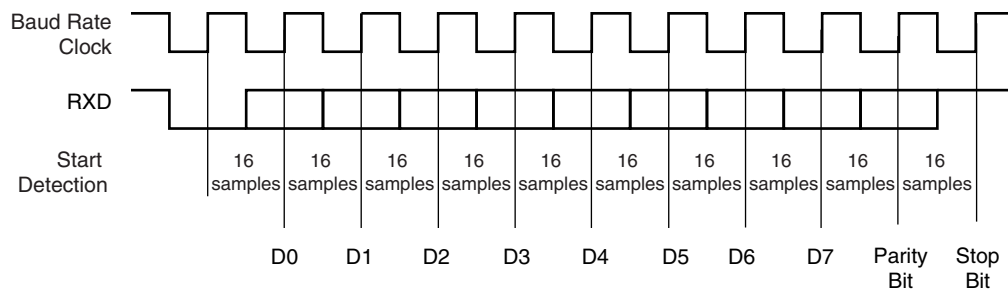 Baud Rate
Clock
RXD
Start
Detection
16
samples
16
samples
16
samples
16
samples
16
samples
16
samples
16
samples
16
samples
16
samples
16
samples
D0
D1
D2
D3
D4
D5
D6
D7
Parity
Bit
Stop
Bit